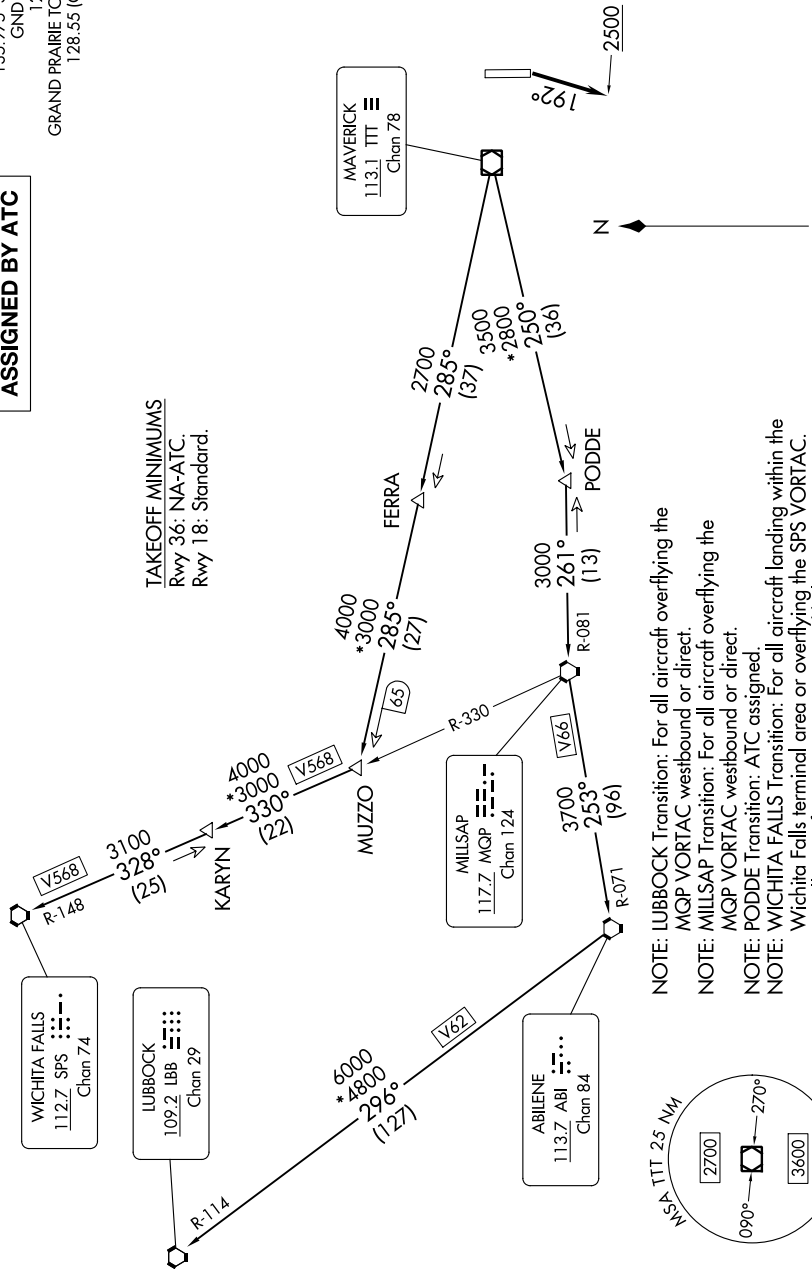 GND
GRAND PRAIRIE TO
128.55 (
ASSIGNED BY ATC
TAKEOFF MINIMUMS
Rwy 36: NA-ATC.
Rwy 18: Standard.
WICHITA FALLS
112.7 SPS
Chan 74
V568
R-148
3100
328°
(25)
KARYN
4000
*3000
330°
(22)
V568
MUZZO
65
4000
*3000
285°
(27)
FERRA
2700
285°
(37)
MAVERICK
113.1 TTT
Chan 78
192°
2500
N
3500
*2800
250°
(36)
PODDE
3000
261°
(13)
R-081
R-330
MILLSAP
117.7 MQP
Chan 124
V66
3700
253°
(96)
R-071
ABILENE
113.7 ABI
Chan 84
V62
6000
*4800
296°
(127)
R-114
LUBBOCK
109.2 LBB
Chan 29
MSA TTT 25 NM
2700
090°
270°
3600
NOTE: LUBBOCK Transition: For all aircraft overflying the
MQP VORTAC westbound or direct.
NOTE: MILLSAP Transition: For all aircraft overflying the
MQP VORTAC westbound or direct.
NOTE: PODDE Transition: ATC assigned.
NOTE: WICHITA FALLS Transition: For all aircraft landing within the
Wichita Falls terminal area or overflying the SPS VORTAC.